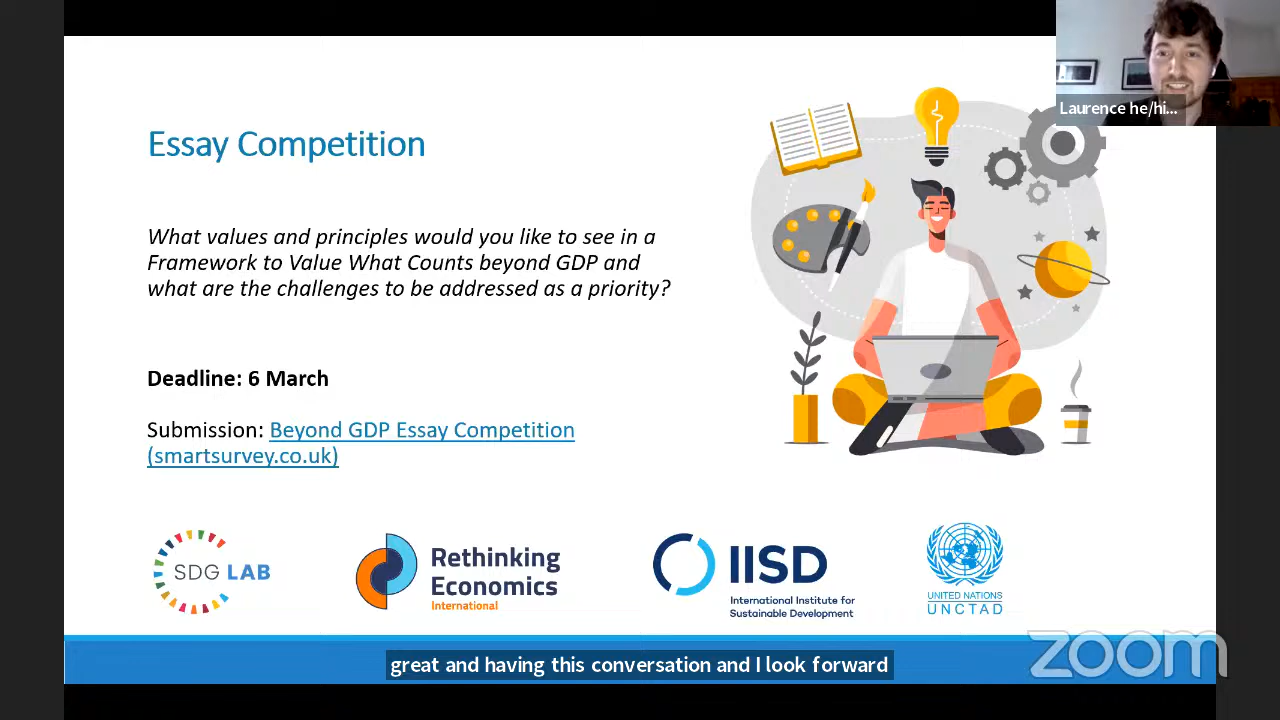 Laurence he/hi...
Essay Competition
What values and principles would you like to see in a
Framework to Value What Counts beyond GDP and
what are the challenges to be addressed as a priority?
Deadline: 6 March
Submission: Beyond GDP Essay Competition
(smartsurvey.co.uk)
SDG LAB
Rethinking
Economics
International
IISD
International Institute for
Sustainable Development
UNITED NATIONS
UNCTAD
zoom
great and having this conversation and I look forward